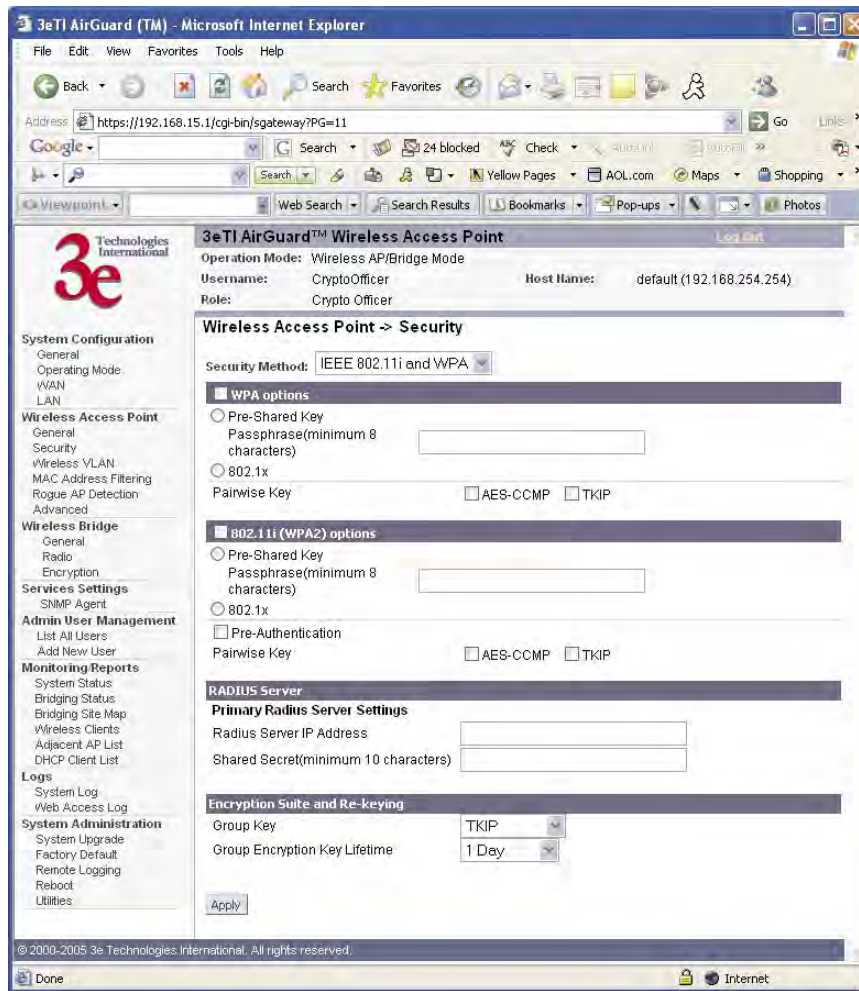 3eTI AirGuard (TM) - Microsoft Internet Explorer
File Edit View Favorites Tools Help
Back Search Favorites
Address https://192.168.15.1/cgi-bin/sgateway?PG=11 Go Links
Google Search 24 blocked Check AutoLink AutoFill
Search Yellow Pages AOL.com Maps Shopping
Viewpoint Web Search Search Results Bookmarks Pop-ups Photos
3e Technologies International
3eTI AirGuard™ Wireless Access Point Log Out
Operation Mode: Wireless AP/Bridge Mode
Username: CryptoOfficer Host Name: default (192.168.254.254)
Role: Crypto Officer
System Configuration
General
Operating Mode
WAN
LAN
Wireless Access Point
General
Security
Wireless VLAN
MAC Address Filtering
Rogue AP Detection
Advanced
Wireless Bridge
General
Radio
Encryption
Services Settings
SNMP Agent
Admin User Management
List All Users
Add New User
Monitoring/Reports
System Status
Bridging Status
Bridging Site Map
Wireless Clients
Adjacent AP List
DHCP Client List
Logs
System Log
Web Access Log
System Administration
System Upgrade
Factory Default
Remote Logging
Reboot
Utilities
Wireless Access Point -> Security
Security Method: IEEE 802.11i and WPA
WPA options
Pre-Shared Key
Passphrase(minimum 8
characters)
802.1x
Pairwise Key AES-CCMP TKIP
802.11i (WPA2) options
Pre-Shared Key
Passphrase(minimum 8
characters)
802.1x
Pre-Authentication
Pairwise Key AES-CCMP TKIP
RADIUS Server
Primary Radius Server Settings
Radius Server IP Address
Shared Secret(minimum 10 characters)
Encryption Suite and Re-keying
Group Key TKIP
Group Encryption Key Lifetime 1 Day
Apply
© 2000-2005 3e Technologies International. All rights reserved.
Done Internet